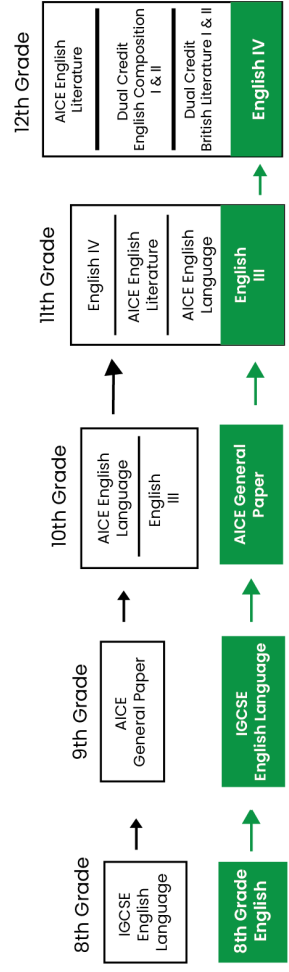 8th Grade
IGCSE
English
Language
8th Grade
English
9th Grade
AICE
General Paper
IGCSE
English Language
10th Grade
AICE English
Language
English
III
AICE General
Paper
11th Grade
English IV
AICE English
Literature
AICE English
Language
English
III
12th Grade
AICE English
Literature
Dual Credit
English Composition
I & II
Dual Credit
British Literature I & II
English IV